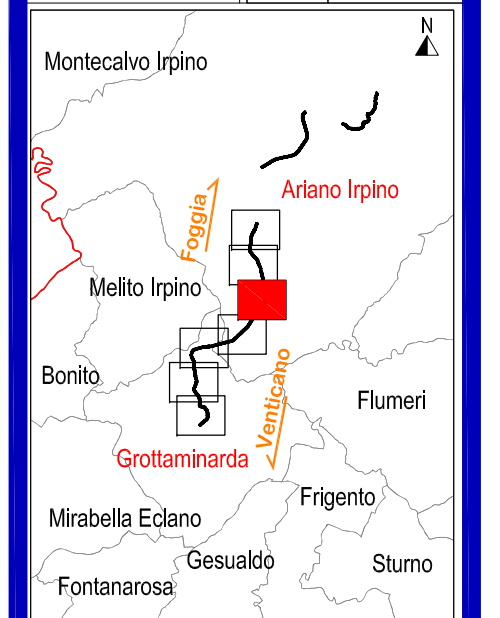 N
Montecalvo Irpino
Ariano Irpino
Foggia
Melito Irpino
Bonito
Venticano
Flumeri
Grottaminarda
Frigento
Mirabella Eclano
Gesualdo
Sturno
Fontanarosa